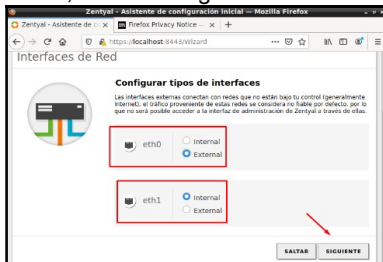 Zentyal - Asistente de configuración inicial — Mozilla Firefox
Zentyal - Asistente de co
Firefox Privacy Notice —
https://localhost:8443/Wizard
Interfaces de Red
Configurar tipos de interfaces
Las interfaces externas conectan con redes que no están bajo tu control (generalmente
Internet), el tráfico proveniente de estas redes se considera no fiable por defecto, por lo
que no será posible acceder a la interfaz de administración de Zentyal a través de ellas.
eth0
Internal
External
eth1
Internal
External
SALTAR
SIGUIENTE